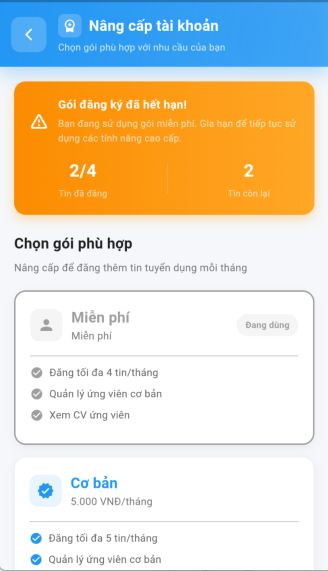 Nâng cấp tài khoản
Chọn gói phù hợp với nhu cầu của bạn
Gói đăng ký đã hết hạn!
Bạn đang sử dụng gói miễn phí. Gia hạn để tiếp tục sử
dụng các tính năng cao cấp.
2/4
2
Tin đã đăng
Tin còn lại
Chọn gói phù hợp
Nâng cấp để đăng thêm tin tuyển dụng mỗi tháng
Miễn phí
Đang dùng
Miễn phí
Đăng tối đa 4 tin/tháng
Quản lý ứng viên cơ bản
Xem CV ứng viên
Cơ bản
5.000 VNĐ/tháng
Đăng tối đa 5 tin/tháng
Quản lý ứng viên cơ bản